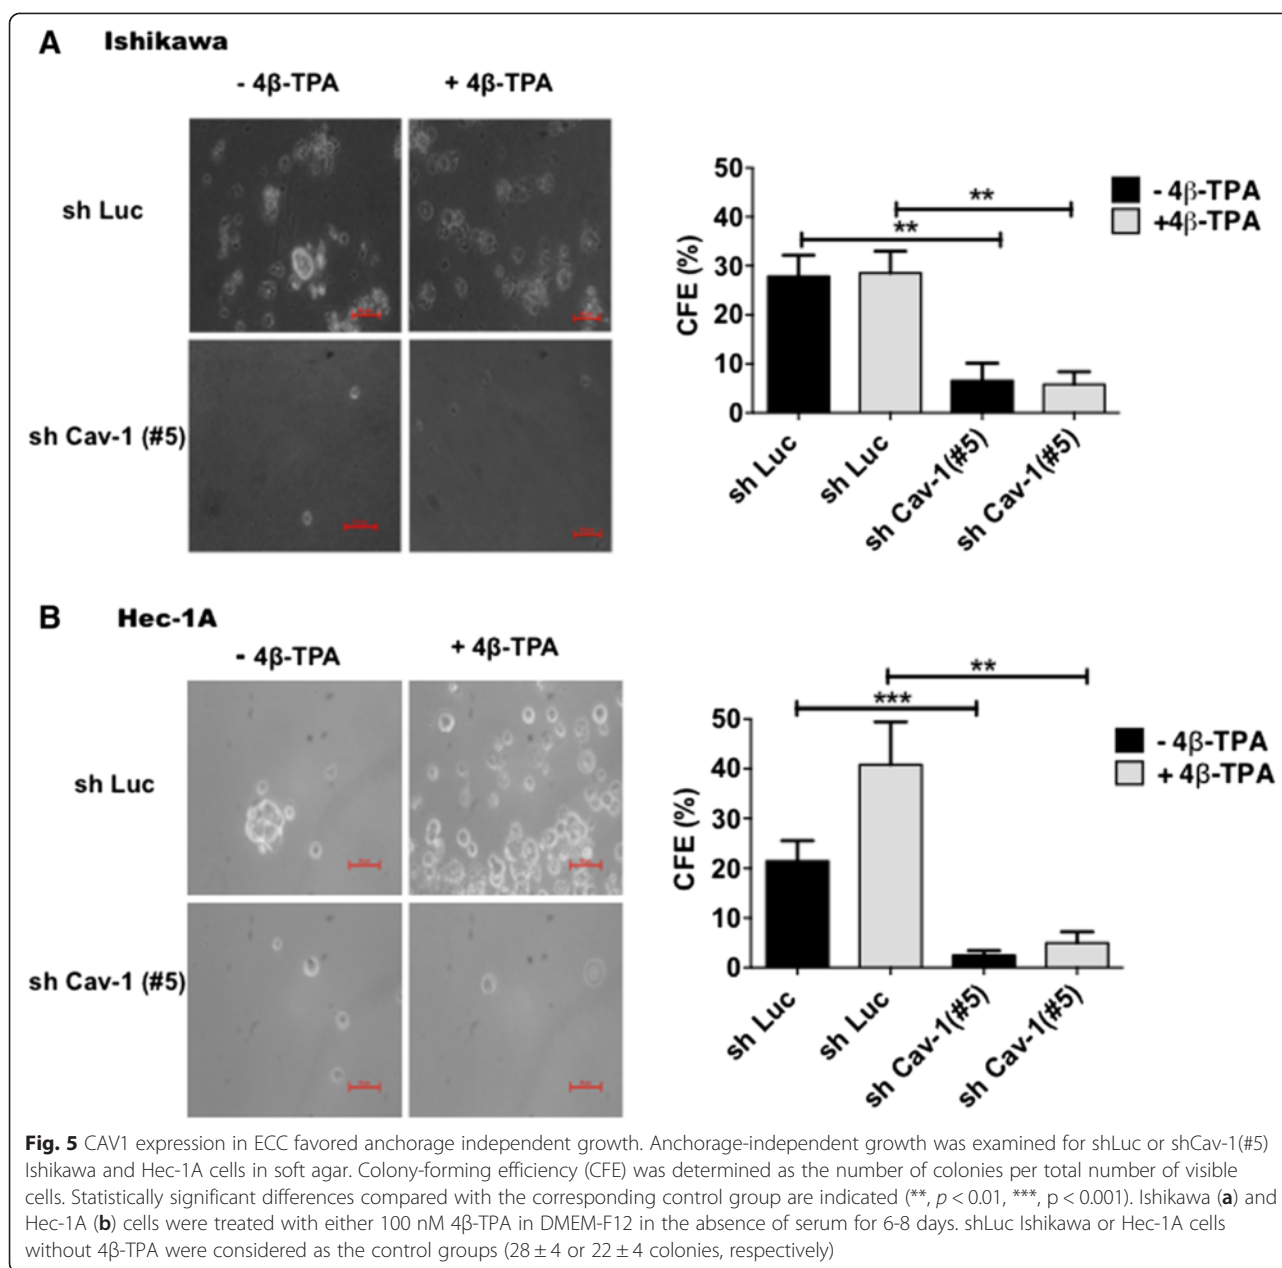 A Ishikawa
- 4β-TPA + 4β-TPA
sh Luc
sh Cav-1 (#5)
50
40
30
20
10
0
CFE (%)
**
**
- 4β-TPA
+4β-TPA
sh Luc
sh Luc
sh Cav-1(#5)
sh Cav-1(#5)
B Hec-1A
- 4β-TPA + 4β-TPA
sh Luc
sh Cav-1 (#5)
50
40
30
20
10
0
CFE (%)
**
***
- 4β-TPA
+ 4β-TPA
sh Luc
sh Luc
sh Cav-1(#5)
sh Cav-1(#5)
Fig. 5 CAV1 expression in ECC favored anchorage independent growth. Anchorage-independent growth was examined for shLuc or shCav-1(#5)
Ishikawa and Hec-1A cells in soft agar. Colony-forming efficiency (CFE) was determined as the number of colonies per total number of visible
cells. Statistically significant differences compared with the corresponding control group are indicated (**, p < 0.01, ***, p < 0.001). Ishikawa (a) and
Hec-1A (b) cells were treated with either 100 nM 4β-TPA in DMEM-F12 in the absence of serum for 6-8 days. shLuc Ishikawa or Hec-1A cells
without 4β-TPA were considered as the control groups (28 ± 4 or 22 ± 4 colonies, respectively)